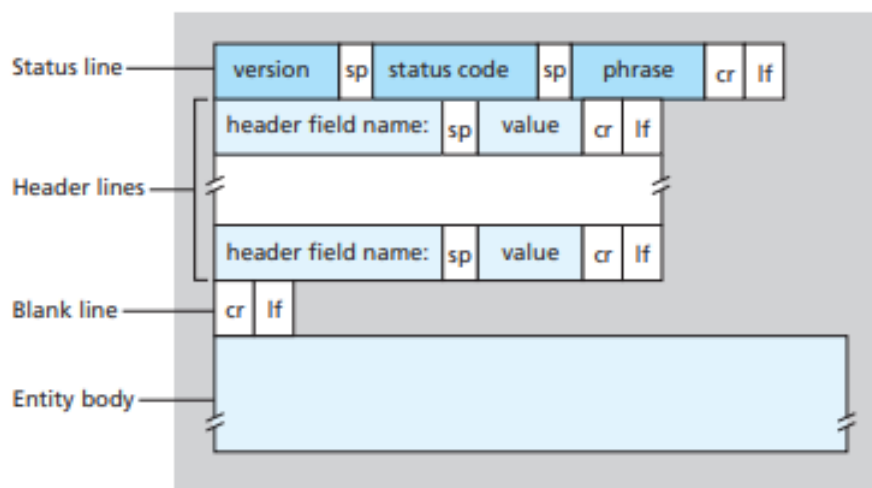 Status line version sp status code sp phrase cr lf
header field name: sp value cr lf
Header lines
header field name: sp value cr lf
Blank line cr lf
Entity body